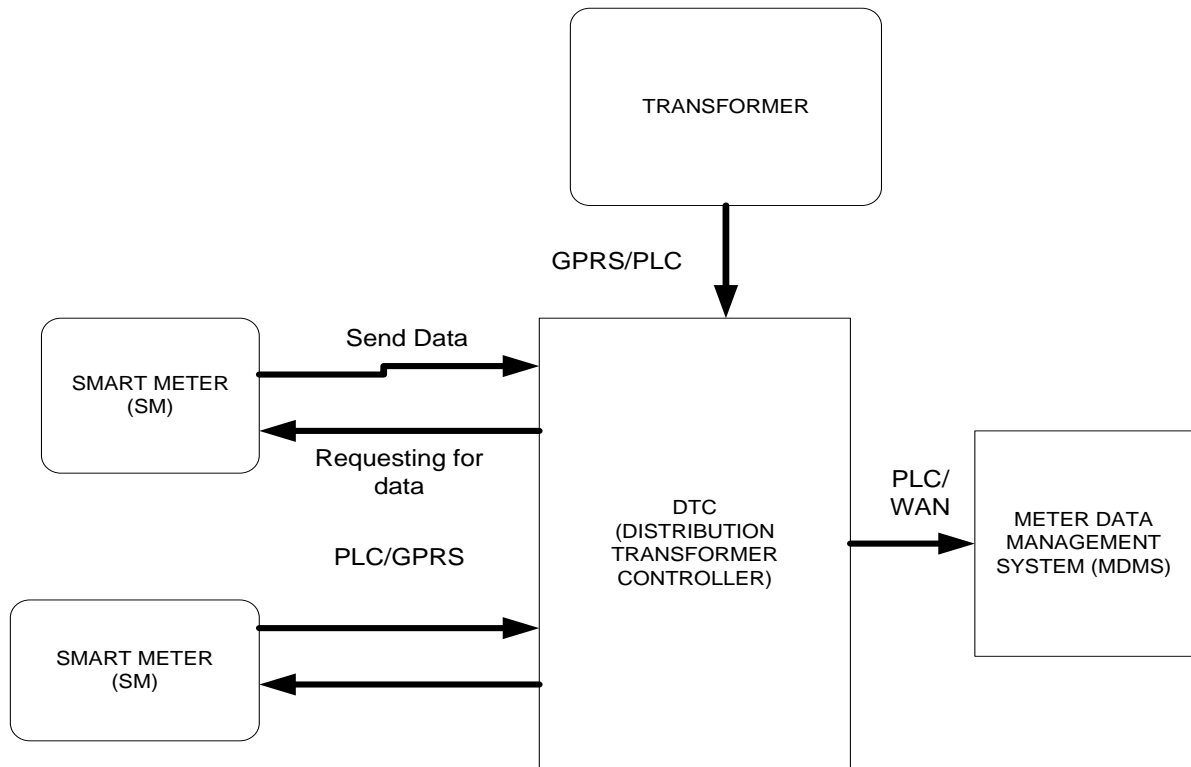 TRANSFORMER
GPRS/PLC
Send Data
SMART METER
(SM)
Requesting for
data
PLC/GPRS
SMART METER
(SM)
DTC
(DISTRIBUTION
TRANSFORMER
CONTROLLER)
PLC/
WAN
METER DATA
MANAGEMENT
SYSTEM (MDMS)